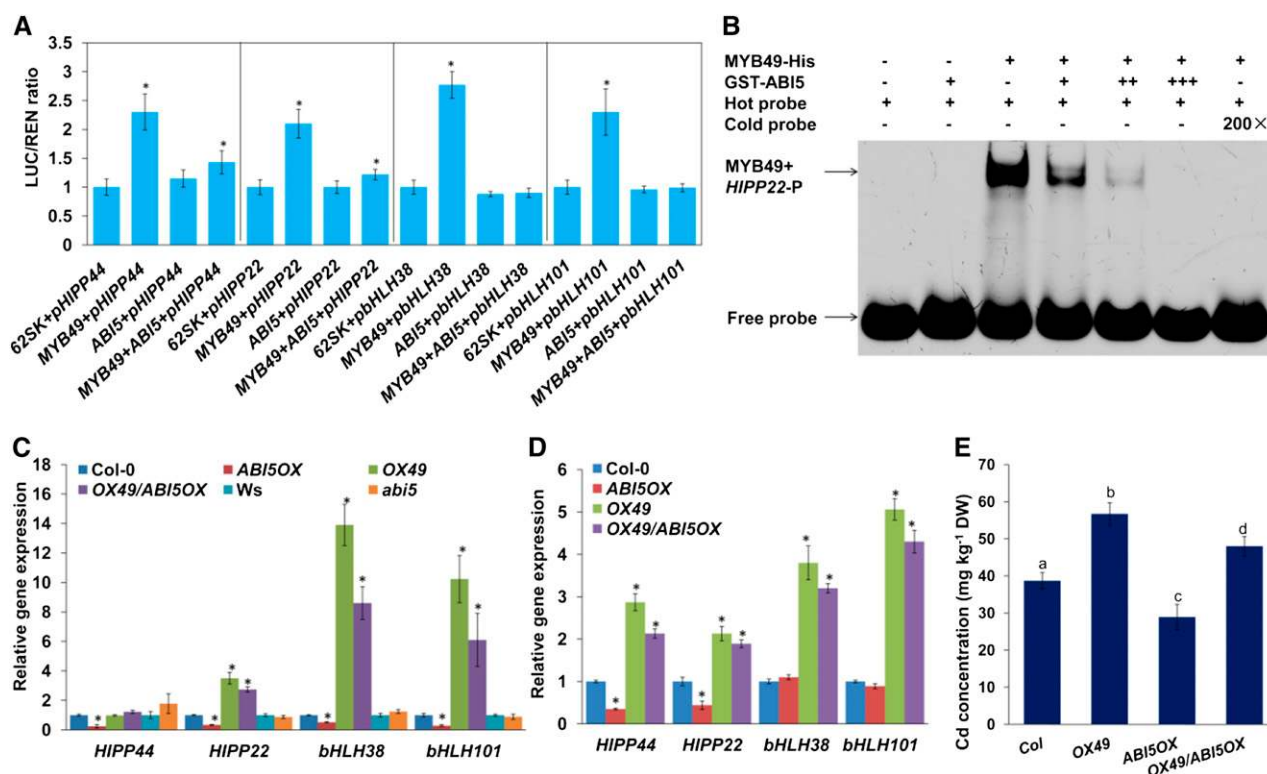 A
LUC/REN ratio
3.5
3
2.5
2
1.5
1
0.5
0
*
*
*
*
*
*
62SK+pHIPP44
MYB49+pHIPP44
ABI5+pHIPP44
MYB49+ABI5+pHIPP44
62SK+pHIPP22
MYB49+pHIPP22
ABI5+pHIPP22
MYB49+ABI5+pHIPP22
62SK+pbHLH38
MYB49+pbHLH38
ABI5+pbHLH38
MYB49+ABI5+pbHLH38
62SK+pbHLH101
MYB49+pbHLH101
ABI5+pbHLH101
MYB49+ABI5+pbHLH101
B
MYB49-His - - + + + + +
GST-ABI5 - + - + ++ +++ -
Hot probe + + + + + + +
Cold probe - - - - - - 200×
MYB49+
HIPP22-P
Free probe
C
Relative gene expression
18
16
14
12
10
8
6
4
2
0
Col-0 ABI5OX OX49
OX49/ABI5OX Ws abi5
*
* * *
* * *
* * *
HIPP44 HIPP22 bHLH38 bHLH101
D
Relative gene expression
6
5
4
3
2
1
0
Col-0
ABI5OX
OX49
OX49/ABI5OX
* * *
* * *
* *
* *
HIPP44 HIPP22 bHLH38 bHLH101
E
Cd concentration (mg kg⁻¹ DW)
70
60
50
40
30
20
10
0
a
b
c
d
Col
OX49
ABI5OX
OX49/ABI5OX